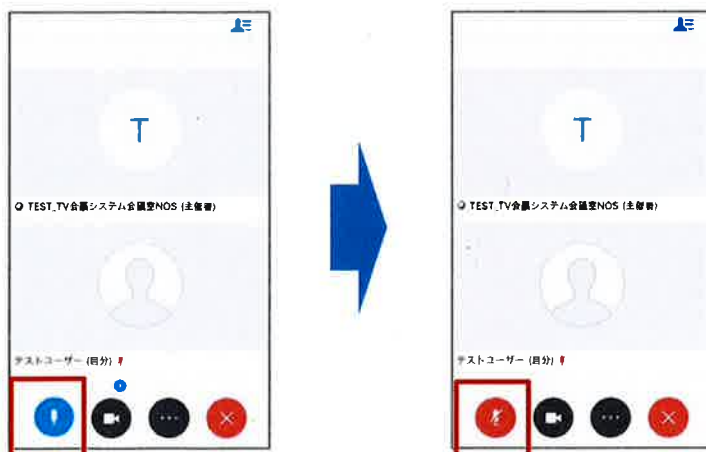 T
TEST_TV会議システム会議室NOS (主催者)
テストユーザー (自分)
T
TEST_TV会議システム会議室NOS (主催者)
テストユーザー (自分)